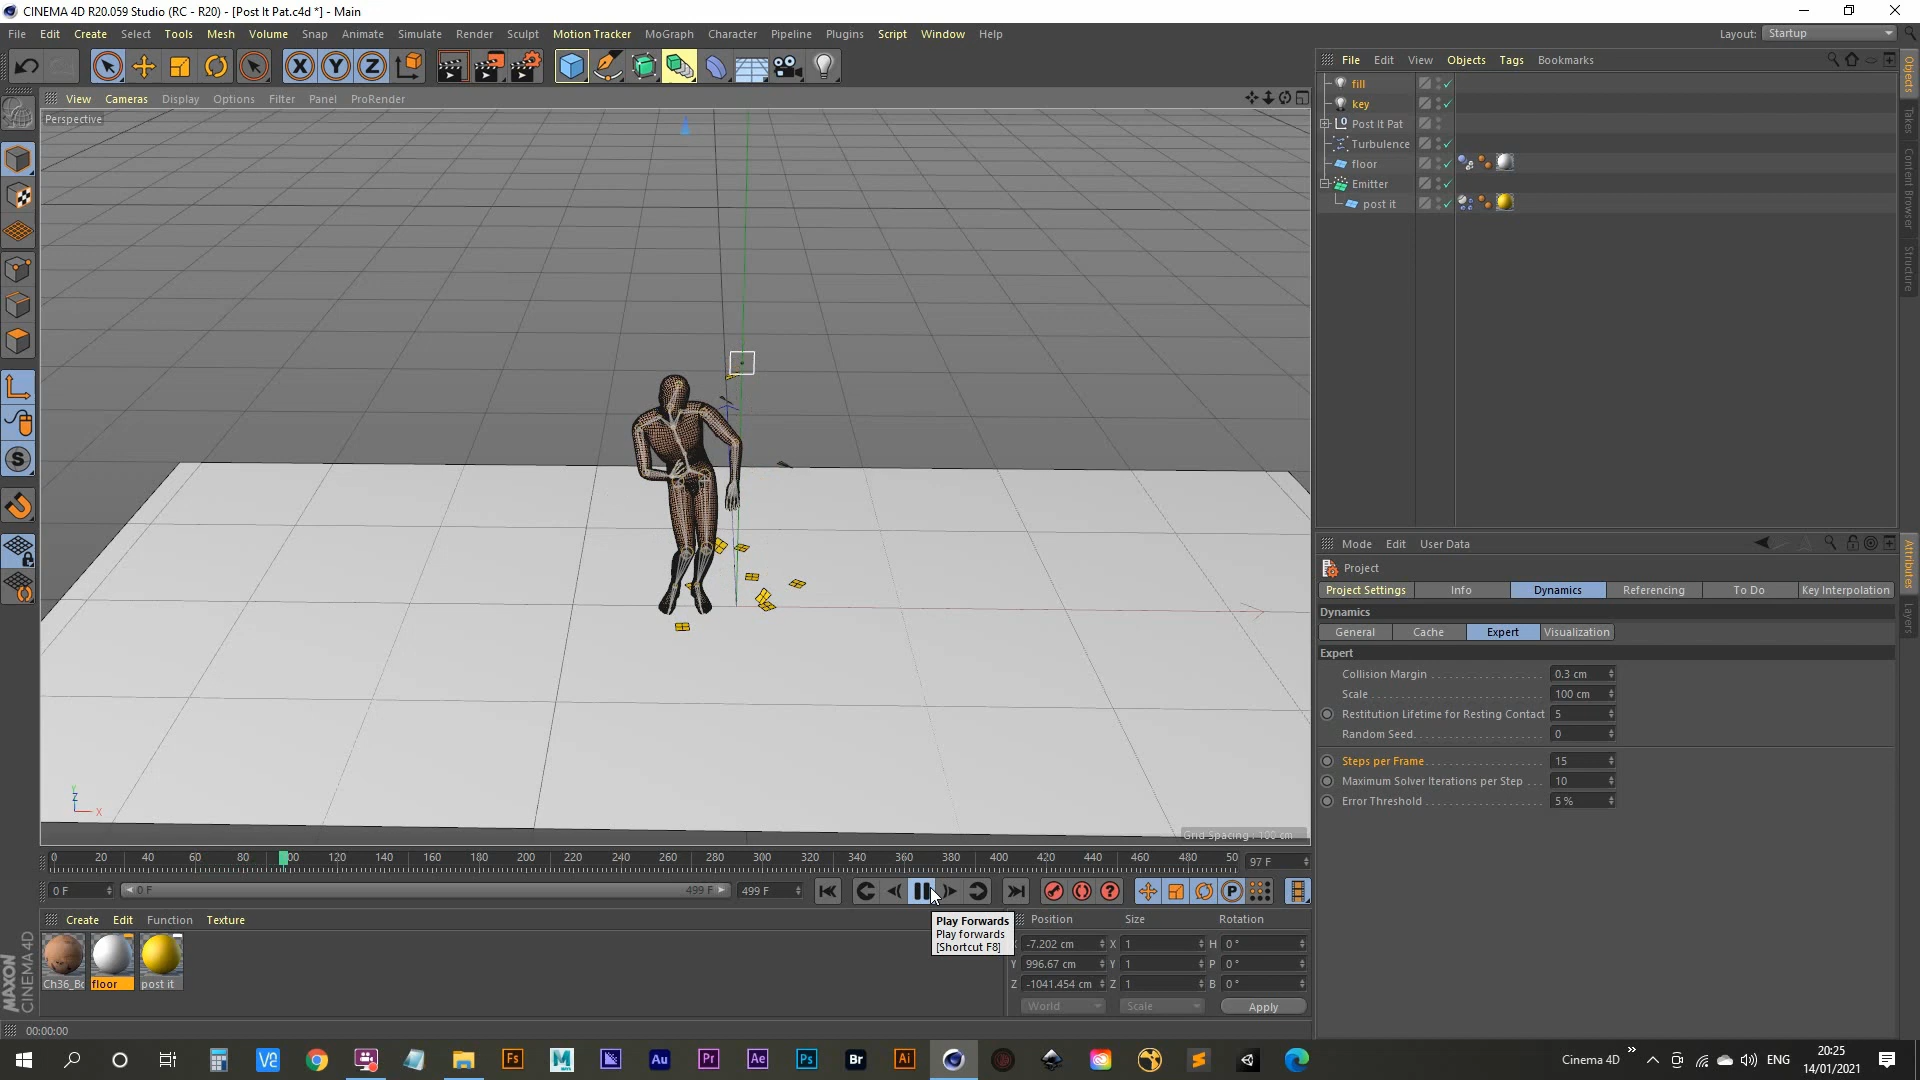 CINEMA 4D R20.059 Studio (RC - R20) - [Post It Pat.c4d *] - Main
File Edit Create Select Tools Mesh Volume Snap Animate Simulate Render Sculpt Motion Tracker MoGraph Character Pipeline Plugins Script Window Help
Layout: Startup
View Cameras Display Options Filter Panel ProRender
Perspective
Grid Spacing : 100 cm
File Edit View Objects Tags Bookmarks
fill
key
Post It Pat
Turbulence
floor
Emitter
post it
Objects
Takes
Content Browser
Structure
Mode Edit User Data
Project
Project Settings Info Dynamics Referencing To Do Key Interpolation
Dynamics
General Cache Expert Visualization
Expert
Collision Margin 0.3 cm
Scale 100 cm
Restitution Lifetime for Resting Contact 5
Random Seed 0
Steps per Frame 15
Maximum Solver Iterations per Step 10
Error Threshold 5 %
Attributes
Layers
0 20 40 60 80 00 120 140 160 180 200 220 240 260 280 300 320 340 360 380 400 420 440 460 480 50 97 F
0 F 0 F 499 F 499 F
Play Forwards
Play forwards
[Shortcut F8]
Create Edit Function Texture
Ch36_Bo floor post it
Position Size Rotation
-7.202 cm X 1 H 0 °
Y 996.67 cm Y 1 P 0 °
Z -1041.454 cm Z 1 B 0 °
World Scale Apply
MAXON CINEMA 4D
00:00:00
Cinema 4D ENG 20:25
14/01/2021